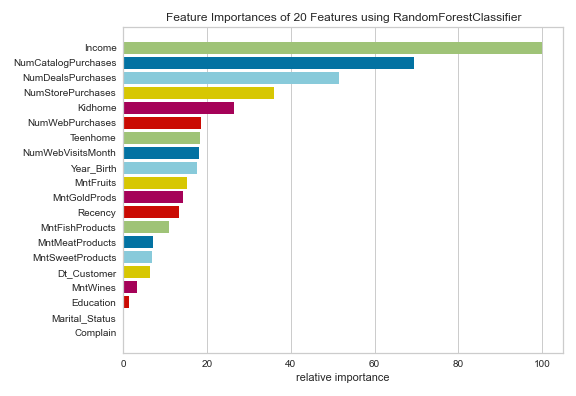 Feature Importances of 20 Features using RandomForestClassifier
Income
NumCatalogPurchases
NumDealsPurchases
NumStorePurchases
Kidhome
NumWebPurchases
Teenhome
NumWebVisitsMonth
Year_Birth
MntFruits
MntGoldProds
Recency
MntFishProducts
MntMeatProducts
MntSweetProducts
Dt_Customer
MntWines
Education
Marital_Status
Complain
0 20 40 60 80 100
relative importance